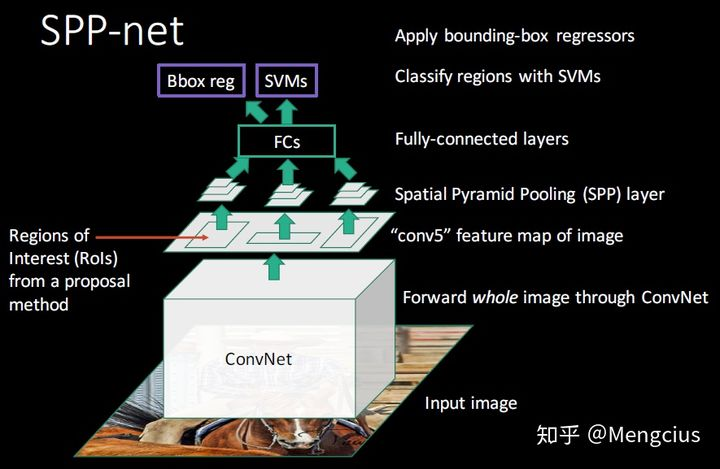 SPP-net
Apply bounding-box regressors
Bbox reg
SVMs
Classify regions with SVMs
FCs
Fully-connected layers
Spatial Pyramid Pooling (SPP) layer
Regions of
Interest (RoIs)
from a proposal
method
“conv5” feature map of image
Forward whole image through ConvNet
ConvNet
Input image
知乎 @Mengcius